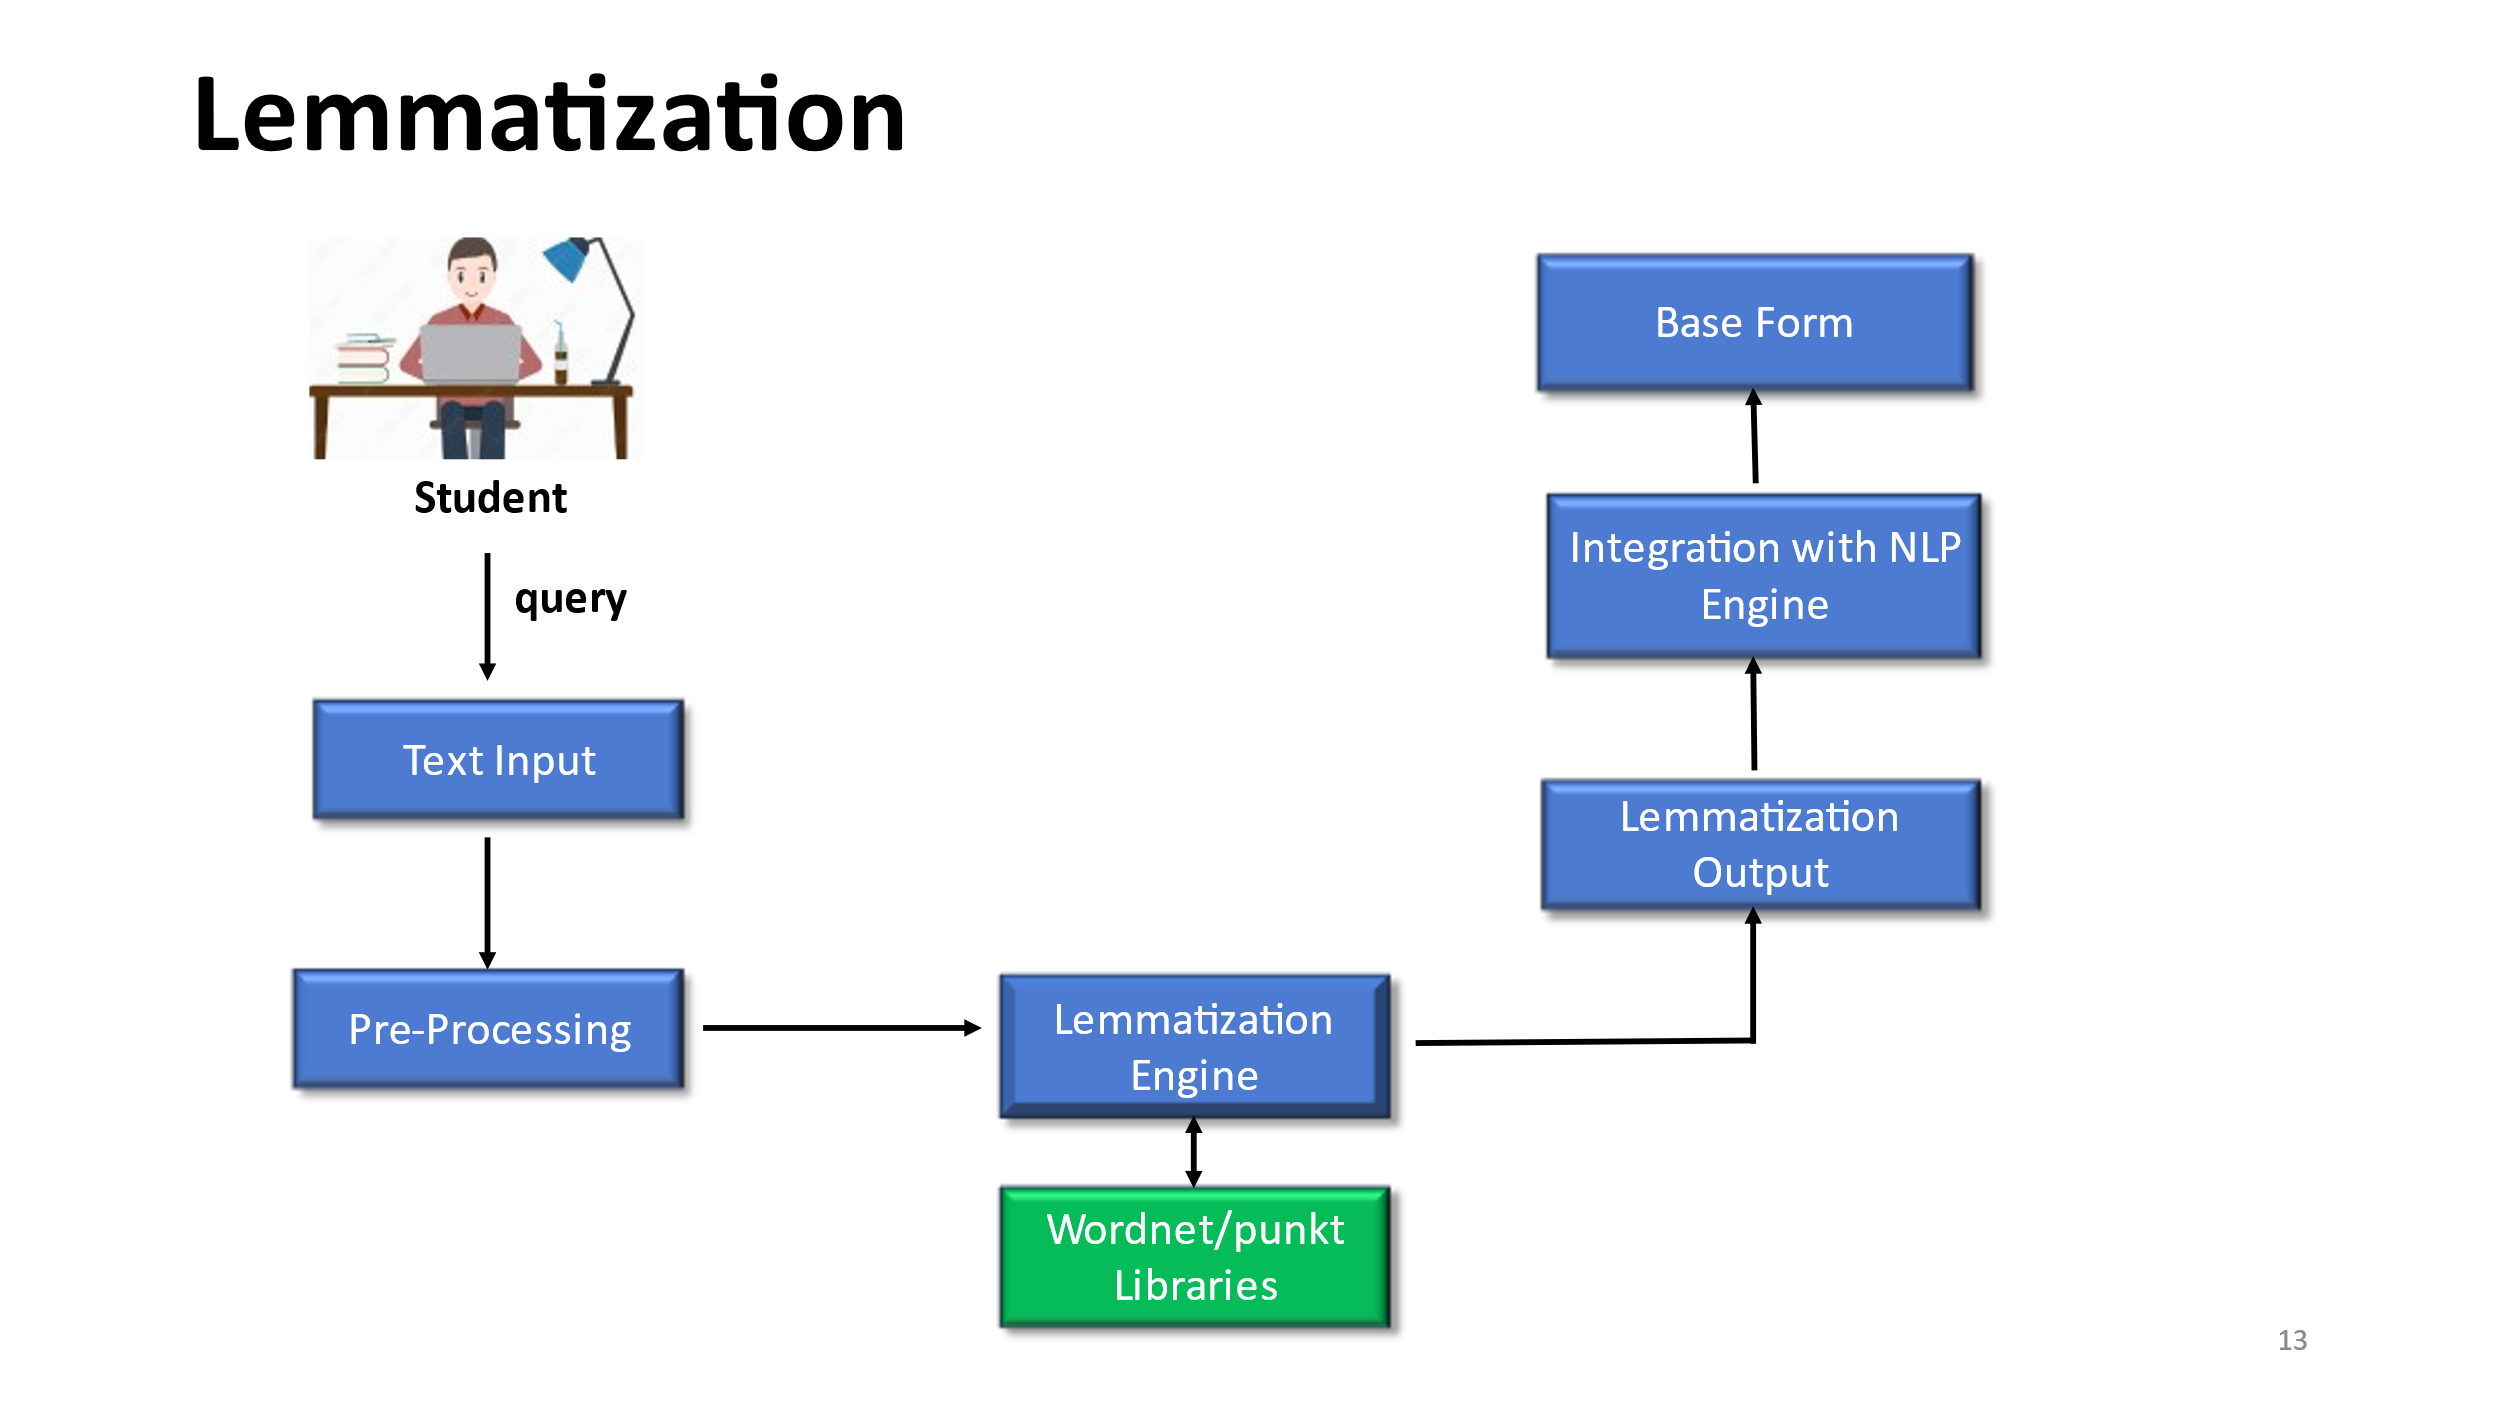 Lemmatization
Student
query
Text Input
Pre-Processing
Lemmatization
Engine
Wordnet/punkt
Libraries
Lemmatization
Output
Integration with NLP
Engine
Base Form
13